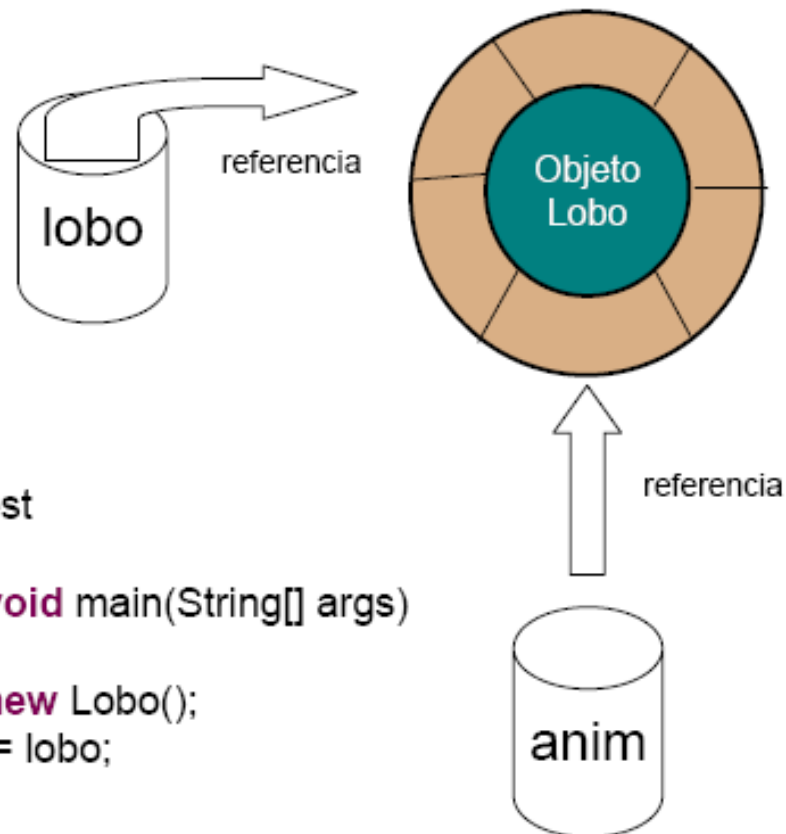 referencia
lobo
Objeto
Lobo
referencia
st
void main(String[] args)
new Lobo();
= lobo;
anim